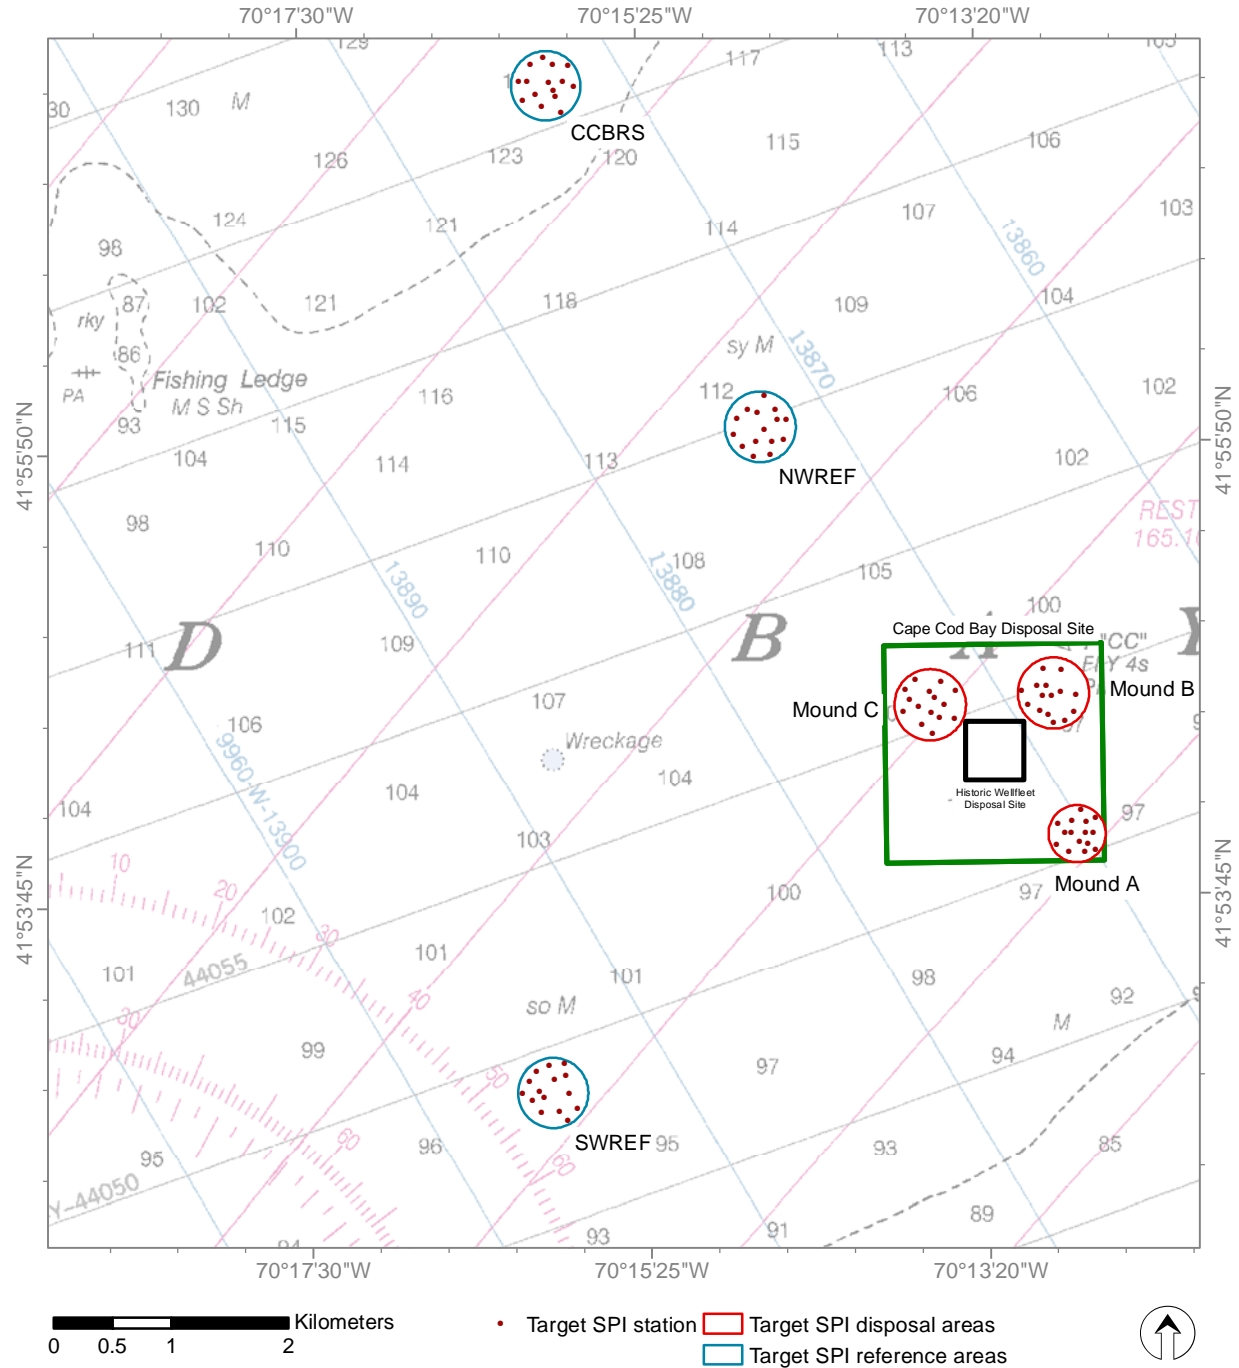 70°17'30"W 70°15'25"W 70°13'20"W
129 117 113
30 130 M CCBRS 115 106
126 123 120
124 121 114 107 103
98 13860
87 102 121 118 109 104
rky sy M 13870
86
PA Fishing Ledge 112 106 102
M S Sh 116
93 115 NWREF
41°55'50"N 104 114 113 102 41°55'50"N
98 REST
165.10
110 110 108 105
13890 13880 100
D 111 109 B A Y
Cape Cod Bay Disposal Site
"CC"
4s
Mound B
Mound C
107 97
106 Wreckage
9960-W-13900
104 104 104
Historic Wellfleet
Disposal Site
97
103
Mound A
10 20 30 40 50 60
100 97
41°53'45"N 102 41°53'45"N
101 44055 101 101 98 92
so M M
30 99 97 94
60
SWREF
95 96 95 93 85
Y-44050
89
93 91
70°17'30"W 70°15'25"W 70°13'20"W
Kilometers
0 0.5 1 2
Target SPI station
Target SPI disposal areas
Target SPI reference areas